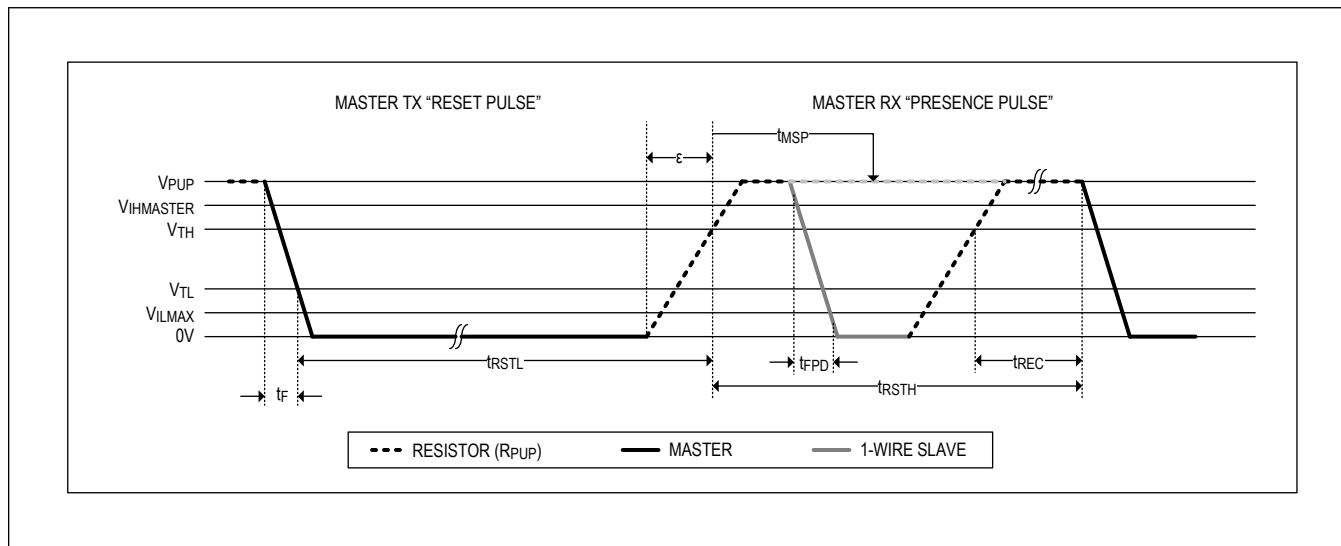 MASTER TX “RESET PULSE” MASTER RX “PRESENCE PULSE”
tMSP
ε
VPUP
VIHMASTER
VTH
VTL
VILMAX
0V
tRSTL
tFPD
tREC
tRSTH
tF
RESISTOR (RPUP) MASTER 1-WIRE SLAVE